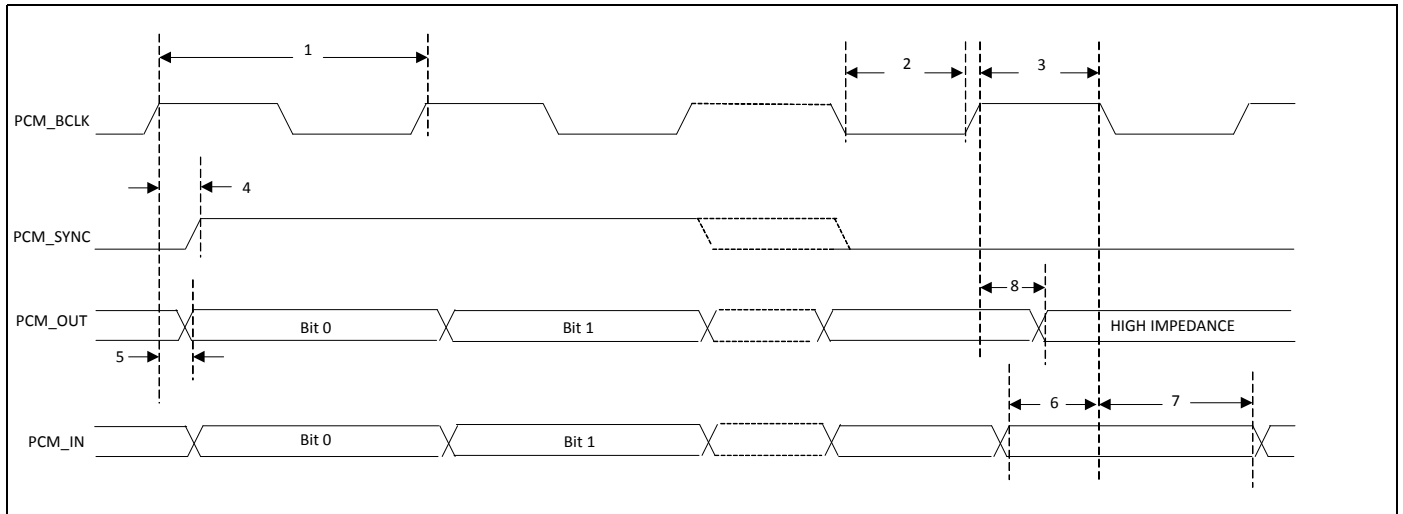 1
2
3
PCM_BCLK
4
PCM_SYNC
8
PCM_OUT
Bit 0
Bit 1
HIGH IMPEDANCE
5
6
7
PCM_IN
Bit 0
Bit 1